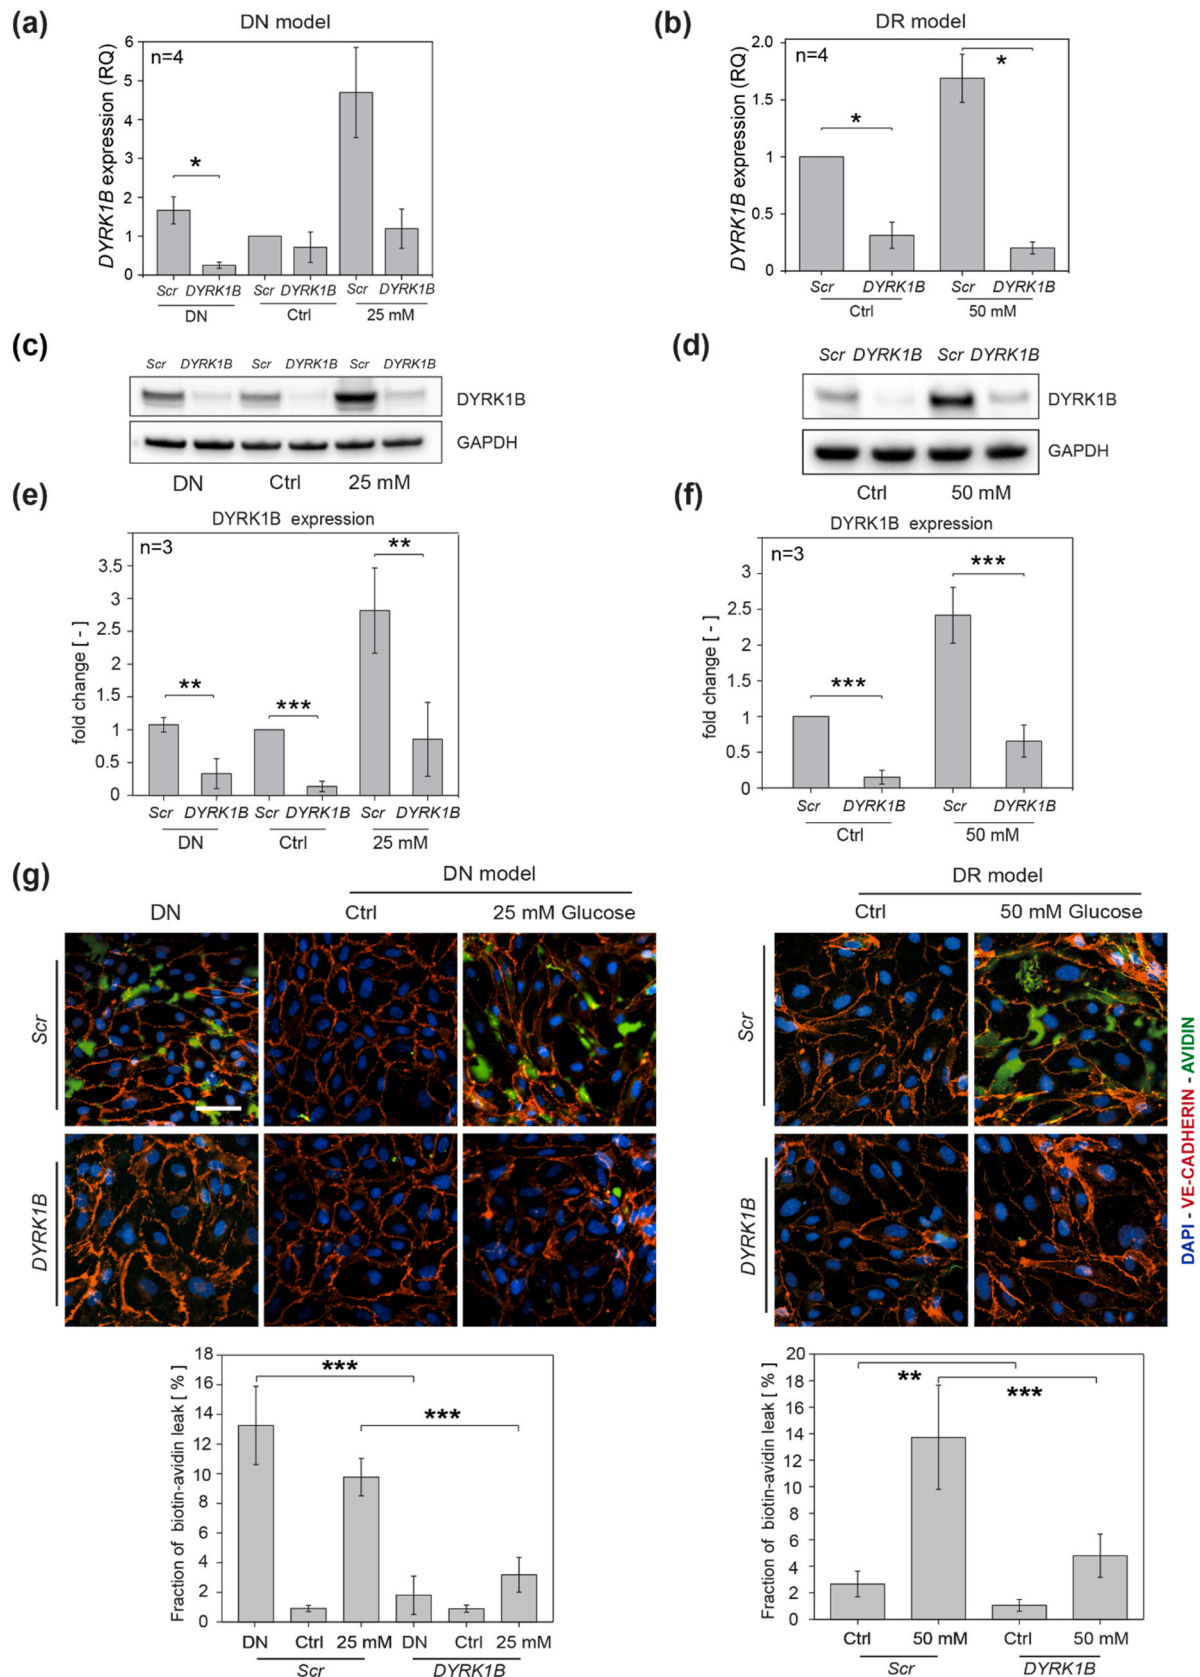 (a)
DN model
n=4
DYRK1B expression (RQ)
6
5
4
3
2
1
0
*
Scr DYRK1B Scr DYRK1B Scr DYRK1B
DN Ctrl 25 mM
(b)
DR model
n=4
DYRK1B expression (RQ)
2.0
1.5
1
0.5
0
*
*
Scr DYRK1B Scr DYRK1B
Ctrl 50 mM
(c)
Scr DYRK1B Scr DYRK1B Scr DYRK1B
DYRK1B
GAPDH
DN Ctrl 25 mM
(d)
Scr DYRK1B Scr DYRK1B
DYRK1B
GAPDH
Ctrl 50 mM
(e)
DYRK1B expression
n=3
fold change [ - ]
3.5
3
2.5
2
1.5
1
0.5
0
**
***
**
Scr DYRK1B Scr DYRK1B Scr DYRK1B
DN Ctrl 25 mM
(f)
DYRK1B expression
n=3
fold change [ - ]
3
2.5
2
1.5
1
0.5
0
***
***
Scr DYRK1B Scr DYRK1B
Ctrl 50 mM
(g)
DN model
DN Ctrl 25 mM Glucose
Scr
DYRK1B
DR model
Ctrl 50 mM Glucose
Scr
DYRK1B
DAPI - VE-CADHERIN - AVIDIN
Fraction of biotin-avidin leak [ % ]
18
16
14
12
10
8
6
4
2
0
***
***
DN Ctrl 25 mM DN Ctrl 25 mM
Scr DYRK1B
Fraction of biotin-avidin leak [ % ]
20
18
16
14
12
10
8
6
4
2
0
**
***
Ctrl 50 mM Ctrl 50 mM
Scr DYRK1B